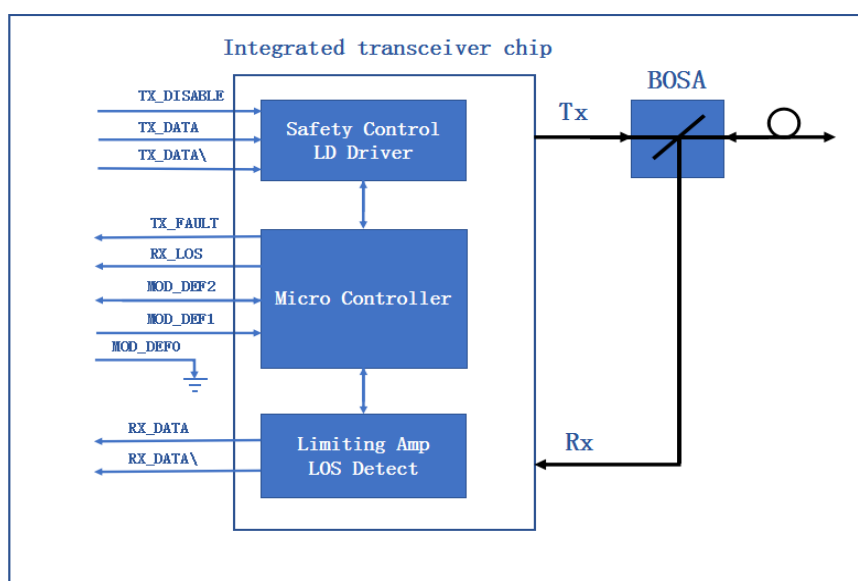 Integrated transceiver chip
BOSA
TX_DISABLE
TX_DATA
TX_DATA\
Safety Control
LD Driver
Tx
TX_FAULT
RX_LOS
MOD_DEF2
MOD_DEF1
MOD_DEF0
Micro Controller
RX_DATA
RX_DATA\
Limiting Amp
LOS Detect
Rx